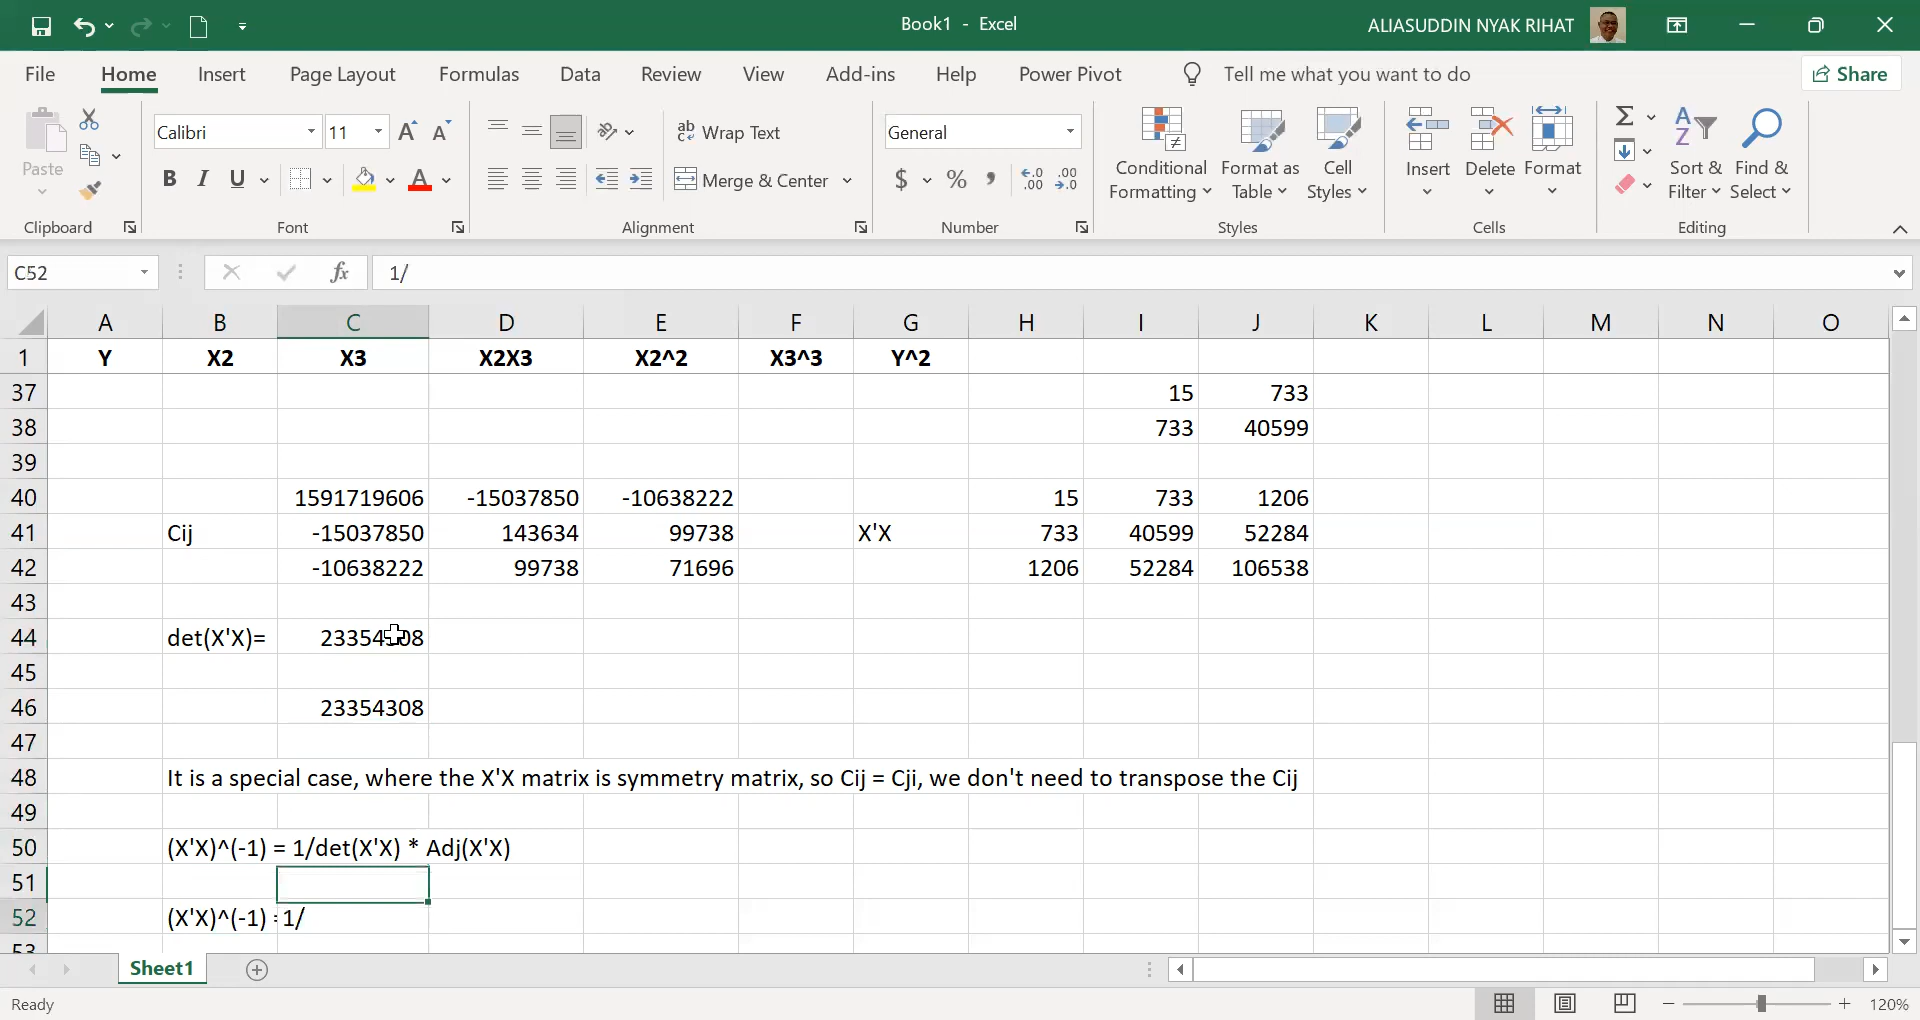 Book1 - Excel
ALIASUDDIN NYAK RIHAT
File Home Insert Page Layout Formulas Data Review View Add-ins Help Power Pivot Tell me what you want to do Share
Paste
Calibri 11
B I U
ab Wrap Text
Merge & Center
General
$ % 9
Conditional Formatting
Format as Table
Cell Styles
Insert
Delete
Format
Sort & Filter
Find & Select
Clipboard Font Alignment Number Styles Cells Editing
C52 fx 1/
A B C D E F G H I J K L M N O
1 Y X2 X3 X2X3 X2^2 X3^3 Y^2
37 15 733
38 733 40599
39
40 1591719606 -15037850 -10638222 15 733 1206
41 Cij -15037850 143634 99738 X'X 733 40599 52284
42 -10638222 99738 71696 1206 52284 106538
43
44 det(X'X)= 23354308
45
46 23354308
47
48 It is a special case, where the X'X matrix is symmetry matrix, so Cij = Cji, we don't need to transpose the Cij
49
50 (X'X)^(-1) = 1/det(X'X) * Adj(X'X)
51
52 (X'X)^(-1) = 1/
53
Sheet1
Ready
120%